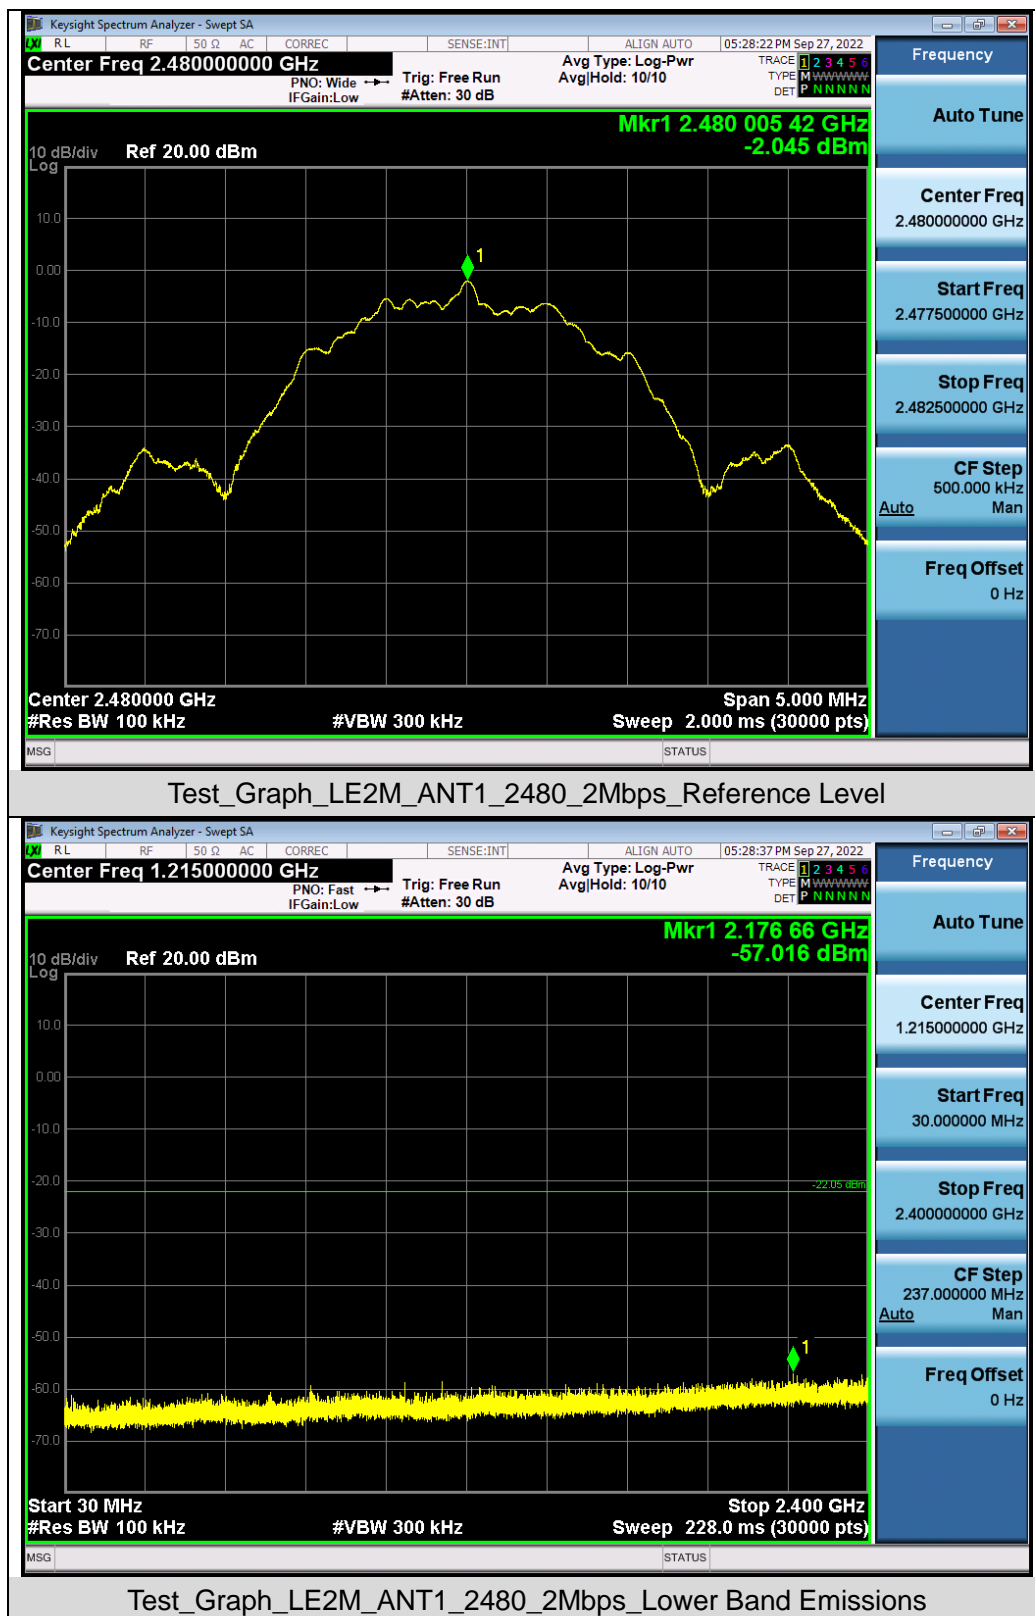 Keysight Spectrum Analyzer - Swept SA
LXI RL RF 50 Ω AC CORREC SENSE:INT ALIGN AUTO 05:28:22 PM Sep 27, 2022
Center Freq 2.480000000 GHz
PNO: Wide
IFGain:Low
Trig: Free Run
#Atten: 30 dB
Avg Type: Log-Pwr
Avg|Hold: 10/10
TRACE 1 2 3 4 5 6
TYPE M WWWWW
DET P N N N N N
Mkr1 2.480 005 42 GHz
-2.045 dBm
10 dB/div Ref 20.00 dBm
Log
10.0
0.00
1
-10.0
-20.0
-30.0
-40.0
-50.0
-60.0
-70.0
Center 2.480000 GHz Span 5.000 MHz
#Res BW 100 kHz #VBW 300 kHz Sweep 2.000 ms (30000 pts)
MSG STATUS
Frequency
Auto Tune
Center Freq
2.480000000 GHz
Start Freq
2.477500000 GHz
Stop Freq
2.482500000 GHz
CF Step
500.000 kHz
Auto Man
Freq Offset
0 Hz
Test_Graph_LE2M_ANT1_2480_2Mbps_Reference Level
Keysight Spectrum Analyzer - Swept SA
LXI RL RF 50 Ω AC CORREC SENSE:INT ALIGN AUTO 05:28:37 PM Sep 27, 2022
Center Freq 1.215000000 GHz
PNO: Fast
IFGain:Low
Trig: Free Run
#Atten: 30 dB
Avg Type: Log-Pwr
Avg|Hold: 10/10
TRACE 1 2 3 4 5 6
TYPE M WWWWW
DET P N N N N N
Mkr1 2.176 66 GHz
-57.016 dBm
10 dB/div Ref 20.00 dBm
Log
10.0
0.00
-10.0
-20.0
-22.05 dBm
-30.0
-40.0
-50.0
1
-60.0
-70.0
Start 30 MHz Stop 2.400 GHz
#Res BW 100 kHz #VBW 300 kHz Sweep 228.0 ms (30000 pts)
MSG STATUS
Frequency
Auto Tune
Center Freq
1.215000000 GHz
Start Freq
30.000000 MHz
Stop Freq
2.400000000 GHz
CF Step
237.000000 MHz
Auto Man
Freq Offset
0 Hz
Test_Graph_LE2M_ANT1_2480_2Mbps_Lower Band Emissions